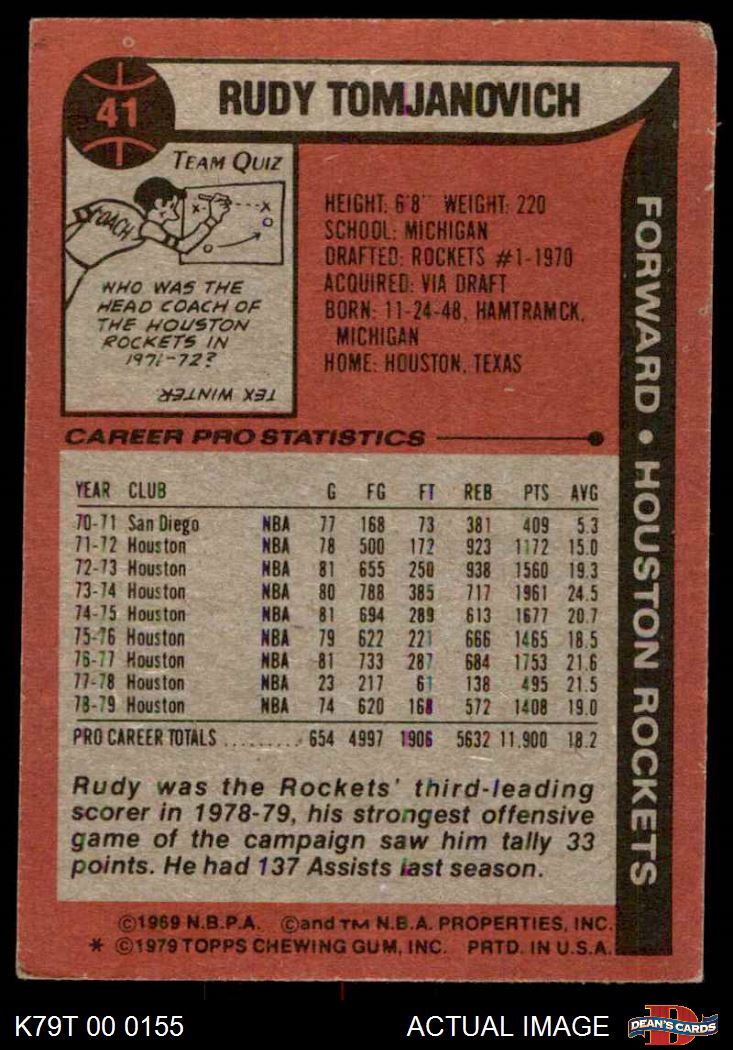 41
RUDY TOMJANOVICH
TEAM QUIZ
COACH
WHO WAS THE
HEAD COACH OF
THE HOUSTON
ROCKETS IN
1971-72?
TEX WINTER
HEIGHT: 6'8" WEIGHT: 220
SCHOOL: MICHIGAN
DRAFTED: ROCKETS #1-1970
ACQUIRED: VIA DRAFT
BORN: 11-24-48, HAMTRAMCK,
MICHIGAN
HOME: HOUSTON, TEXAS
FORWARD • HOUSTON ROCKETS
CAREER PRO STATISTICS
YEAR CLUB G FG FT REB PTS AVG
70-71 San Diego NBA 77 168 73 381 409 5.3
71-72 Houston NBA 78 500 172 923 1172 15.0
72-73 Houston NBA 81 655 250 938 1560 19.3
73-74 Houston NBA 80 788 385 717 1961 24.5
74-75 Houston NBA 81 694 289 613 1677 20.7
75-76 Houston NBA 79 622 221 666 1465 18.5
76-77 Houston NBA 81 733 287 684 1753 21.6
77-78 Houston NBA 23 217 61 138 495 21.5
78-79 Houston NBA 74 620 168 572 1408 19.0
PRO CAREER TOTALS ......... 654 4997 1906 5632 11,900 18.2
Rudy was the Rockets' third-leading
scorer in 1978-79, his strongest offensive
game of the campaign saw him tally 33
points. He had 137 Assists last season.
©1969 N.B.P.A. ©and TM N.B.A. PROPERTIES, INC.
* ©1979 TOPPS CHEWING GUM, INC. PRTD. IN U.S.A.
K79T 00 0155 ACTUAL IMAGE DEAN'S CARDS